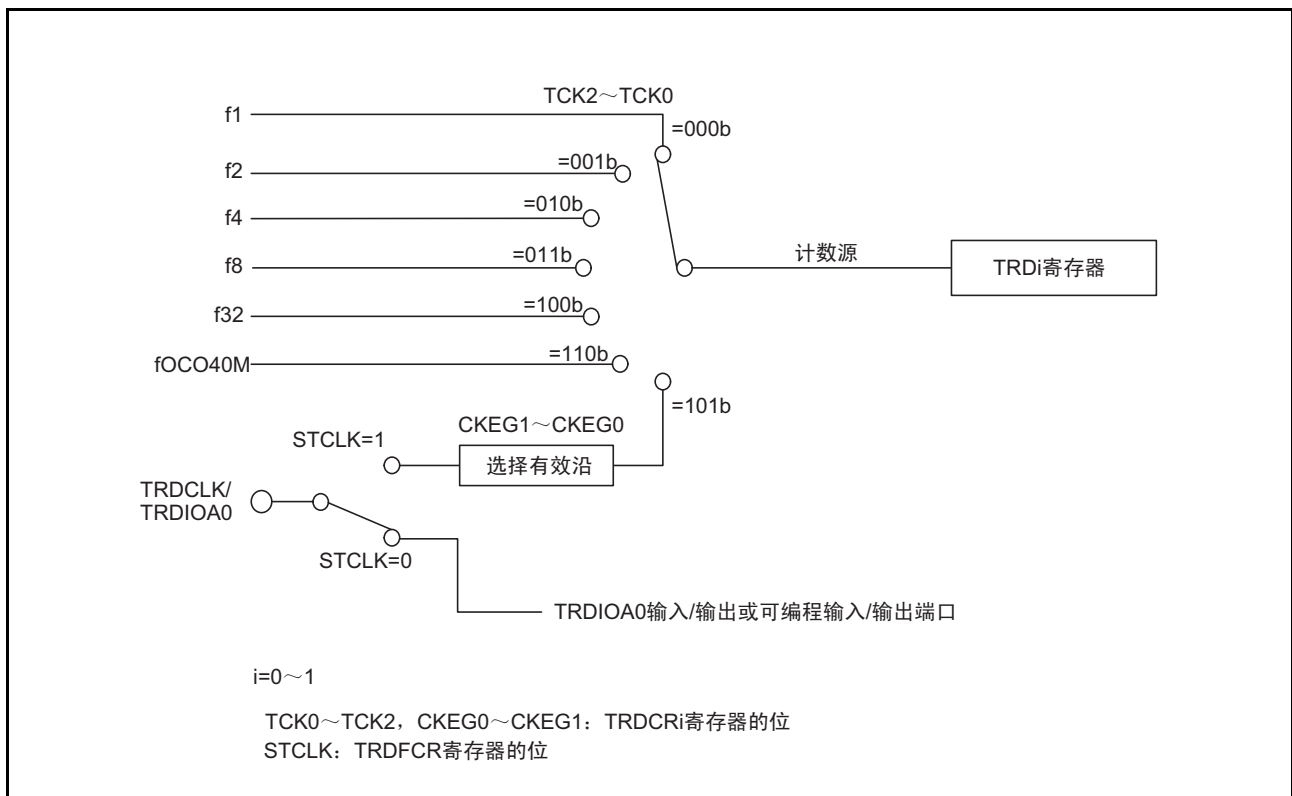 TCK2～TCK0
f1
=000b
f2
=001b
f4
=010b
f8
=011b
计数源
TRDi寄存器
f32
=100b
fOCO40M
=110b
=101b
CKEG1～CKEG0
STCLK=1
选择有效沿
TRDCLK/
TRDIOA0
STCLK=0
TRDIOA0输入/输出或可编程输入/输出端口
i=0～1
TCK0～TCK2，CKEG0～CKEG1：TRDCRi寄存器的位
STCLK：TRDFCR寄存器的位